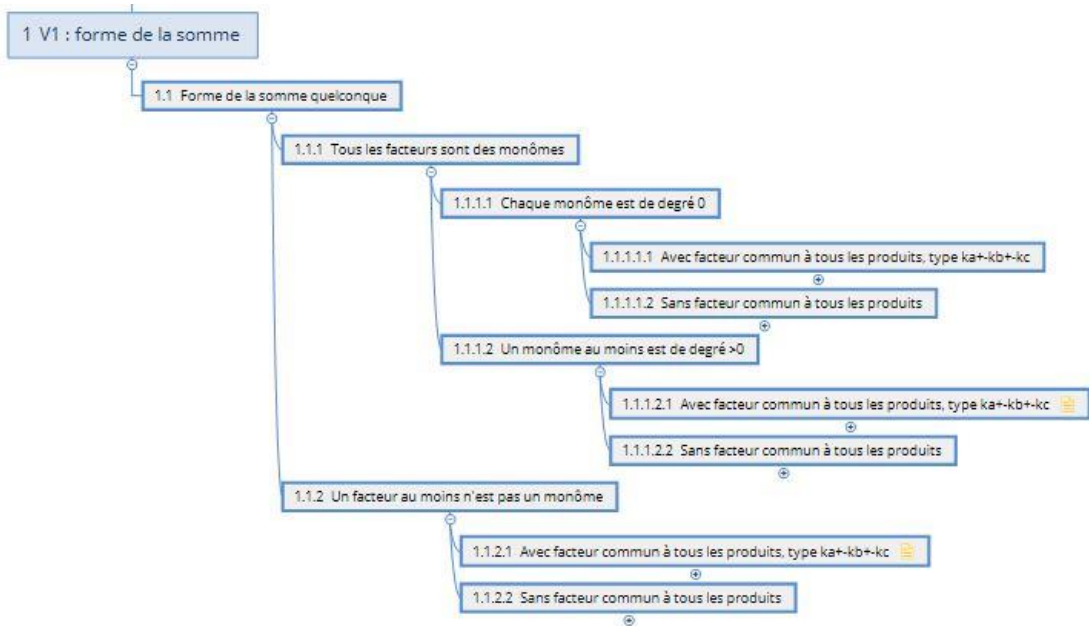 1 V1 : forme de la somme
1.1 Forme de la somme quelconque
1.1.1 Tous les facteurs sont des monômes
1.1.1.1 Chaque monôme est de degré 0
1.1.1.1.1 Avec facteur commun à tous les produits, type ka+-kb+-kc
1.1.1.1.2 Sans facteur commun à tous les produits
1.1.1.2 Un monôme au moins est de degré >0
1.1.1.2.1 Avec facteur commun à tous les produits, type ka+-kb+-kc
1.1.1.2.2 Sans facteur commun à tous les produits
1.1.2 Un facteur au moins n'est pas un monôme
1.1.2.1 Avec facteur commun à tous les produits, type ka+-kb+-kc
1.1.2.2 Sans facteur commun à tous les produits